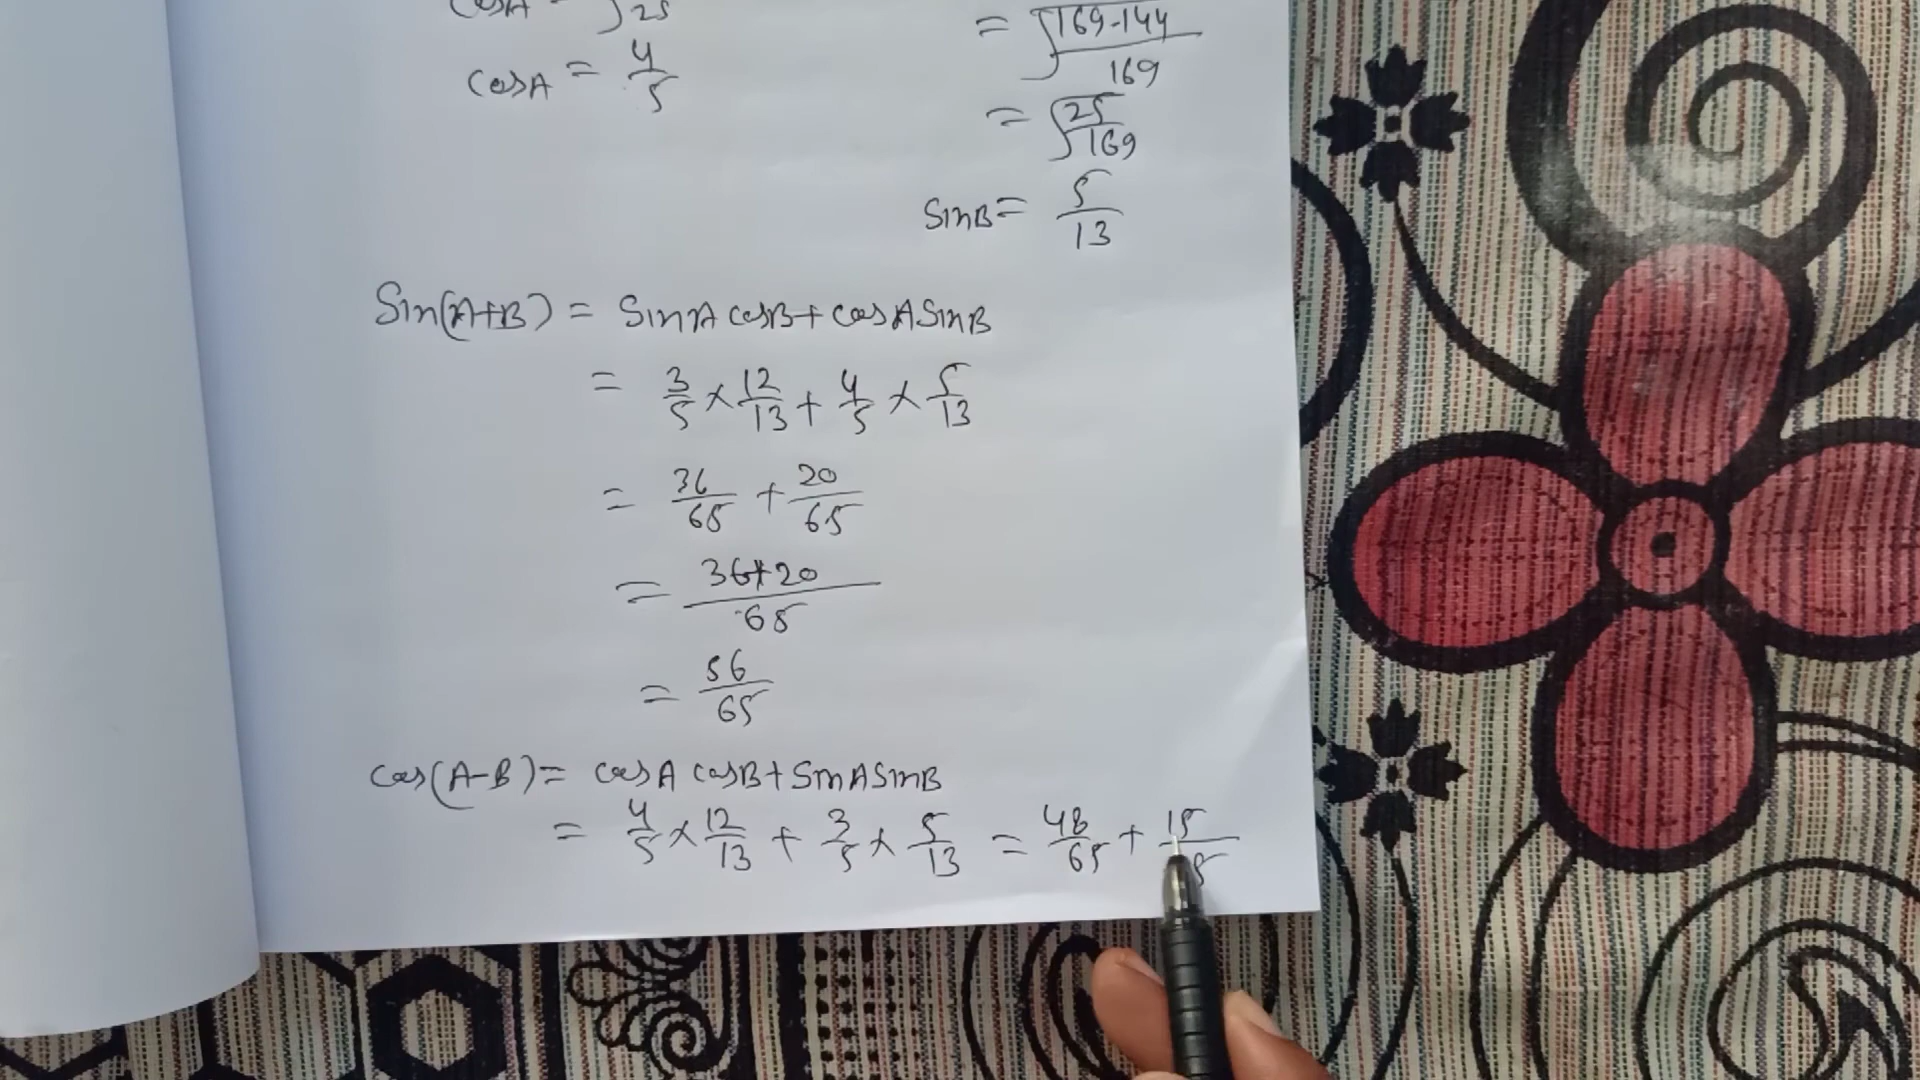 cosA = √25
cosA = 4/5
= √169-144/169
= √25/169
SinB = 5/13
Sin(A+B) = SinA cosB + cosA SinB
= 3/5 × 12/13 + 4/5 × 5/13
= 36/65 + 20/65
= 36+20/65
= 56/65
cos(A-B) = cosA cosB + SinA SinB
= 4/5 × 12/13 + 3/5 × 5/13 = 48/65 + 15/5